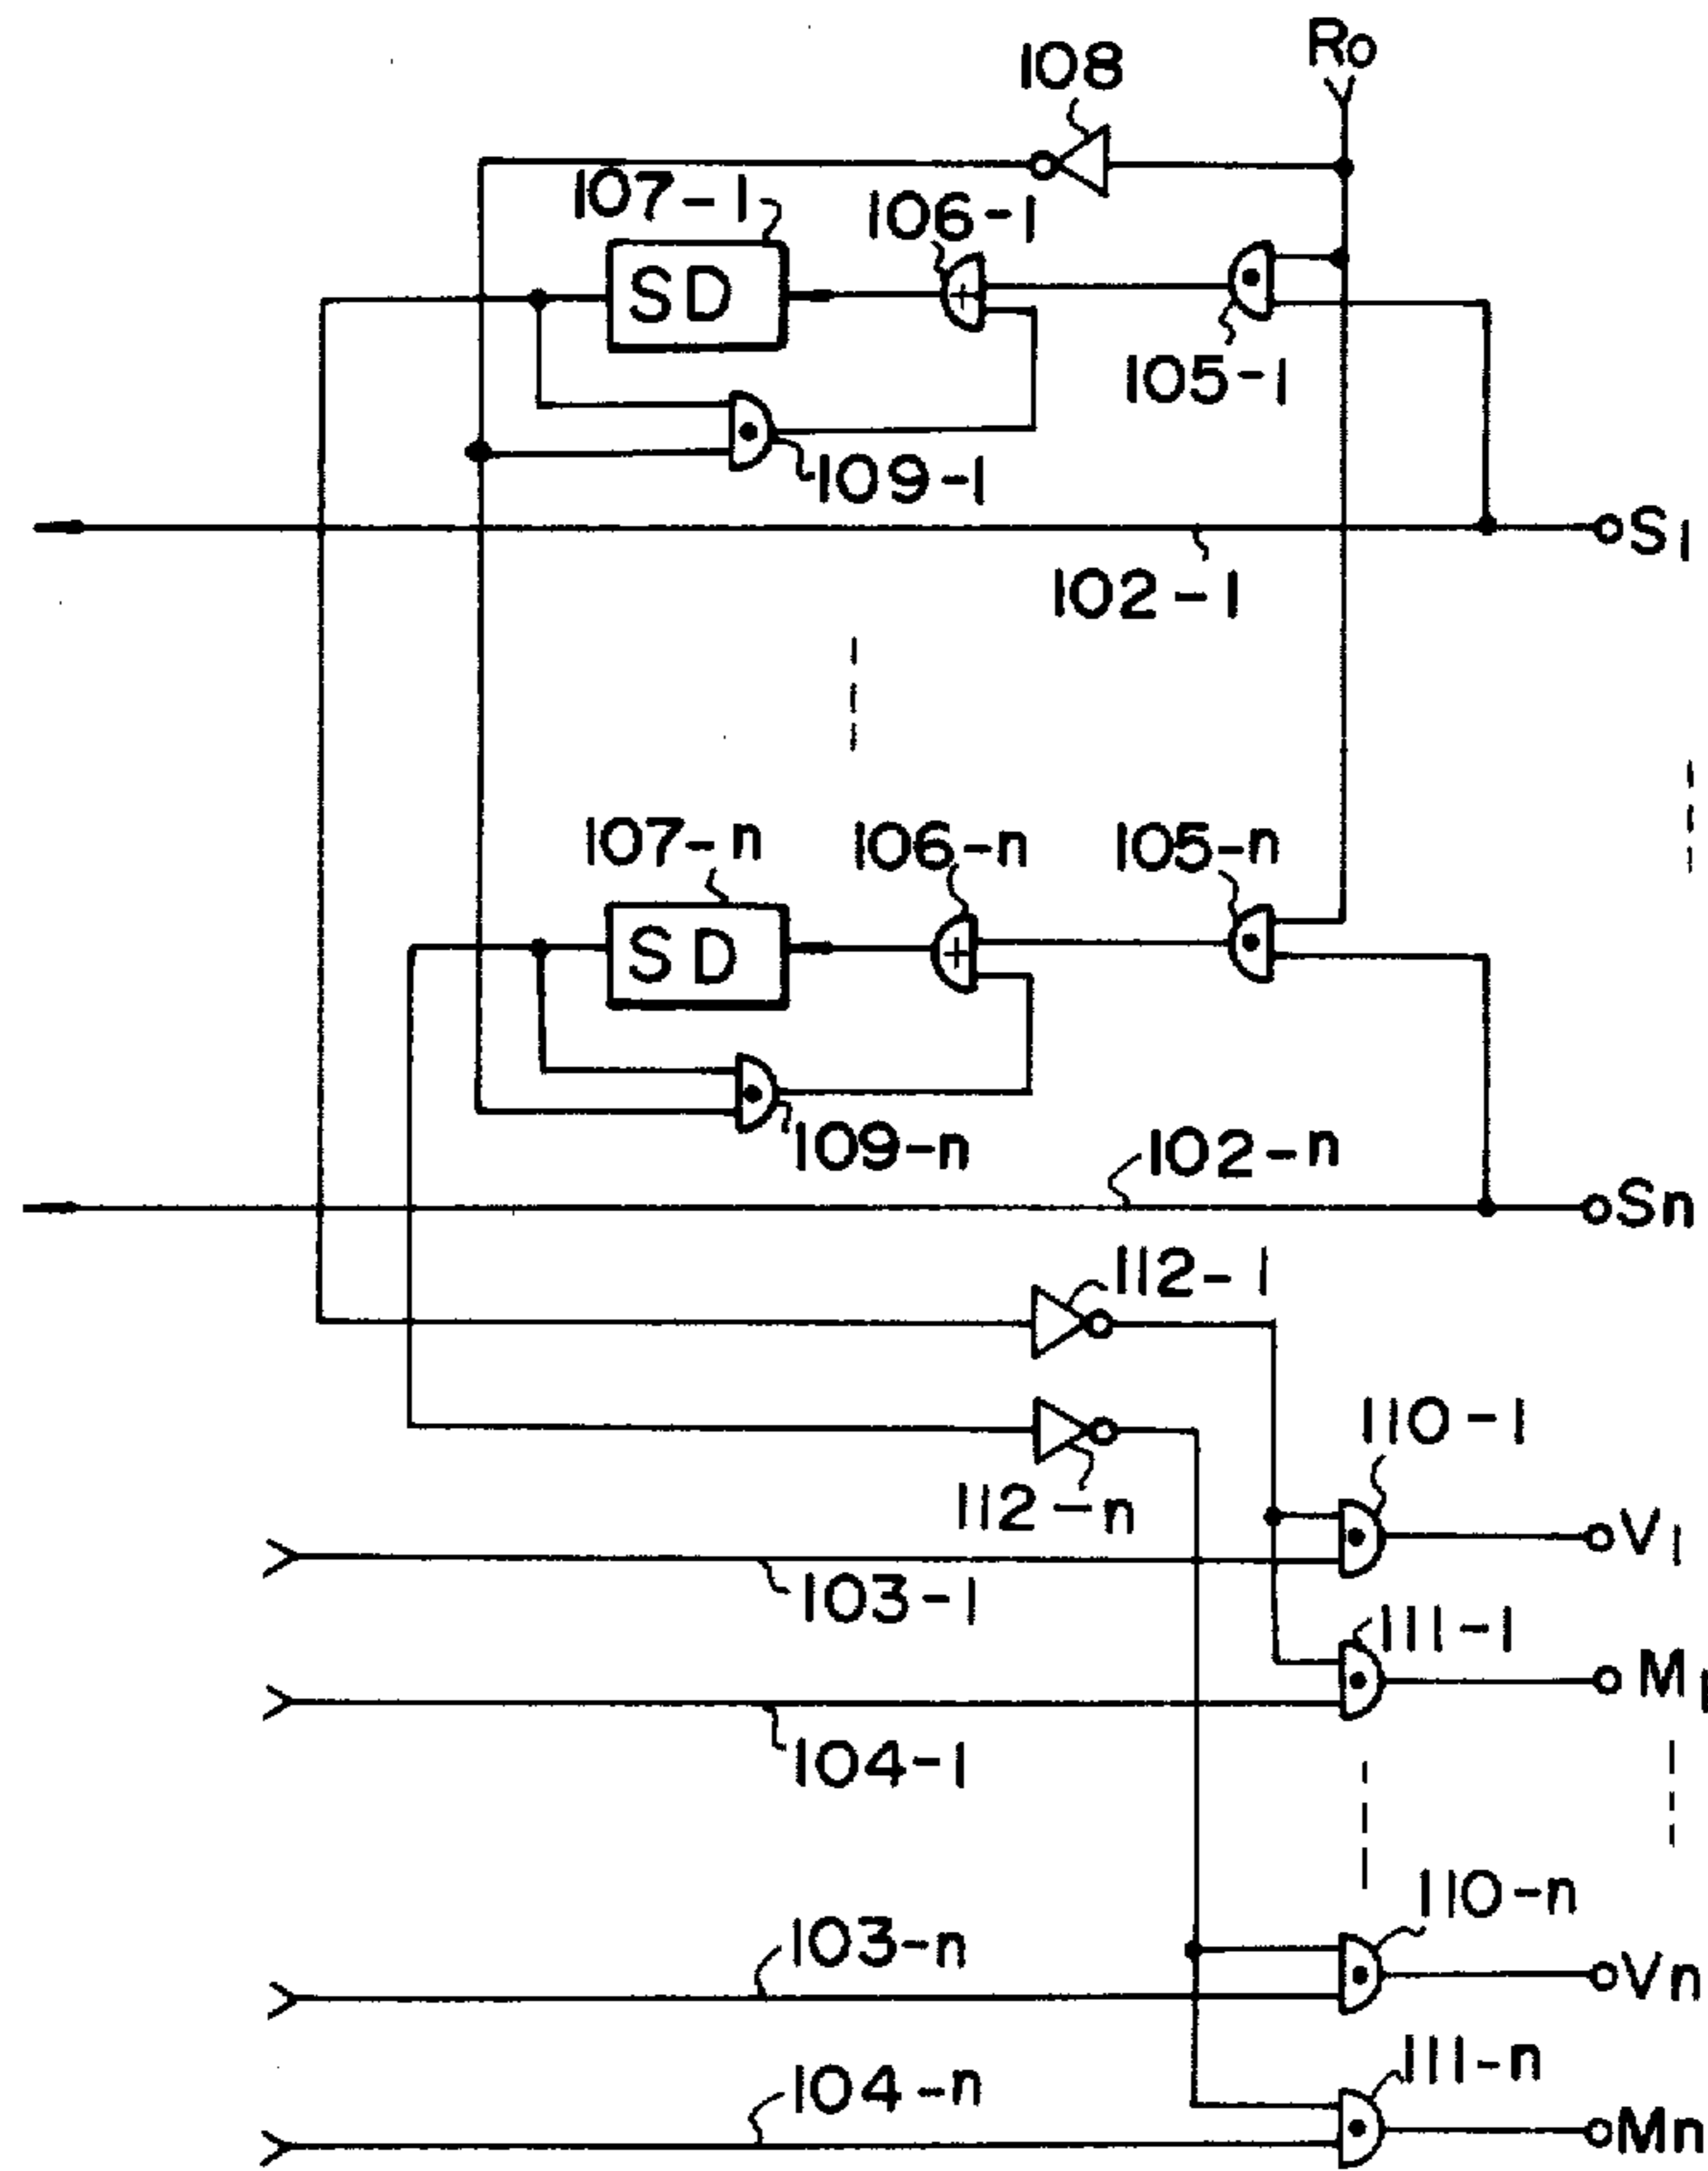 Ro
108
107-1
106-1
SD
105-1
109-1
S1
102-1
107-n
106-n
105-n
SD
109-n
102-n
Sn
112-1
110-1
112-n
V1
103-1
111-1
M1
104-1
110-n
103-n
Vn
111-n
104-n
Mn